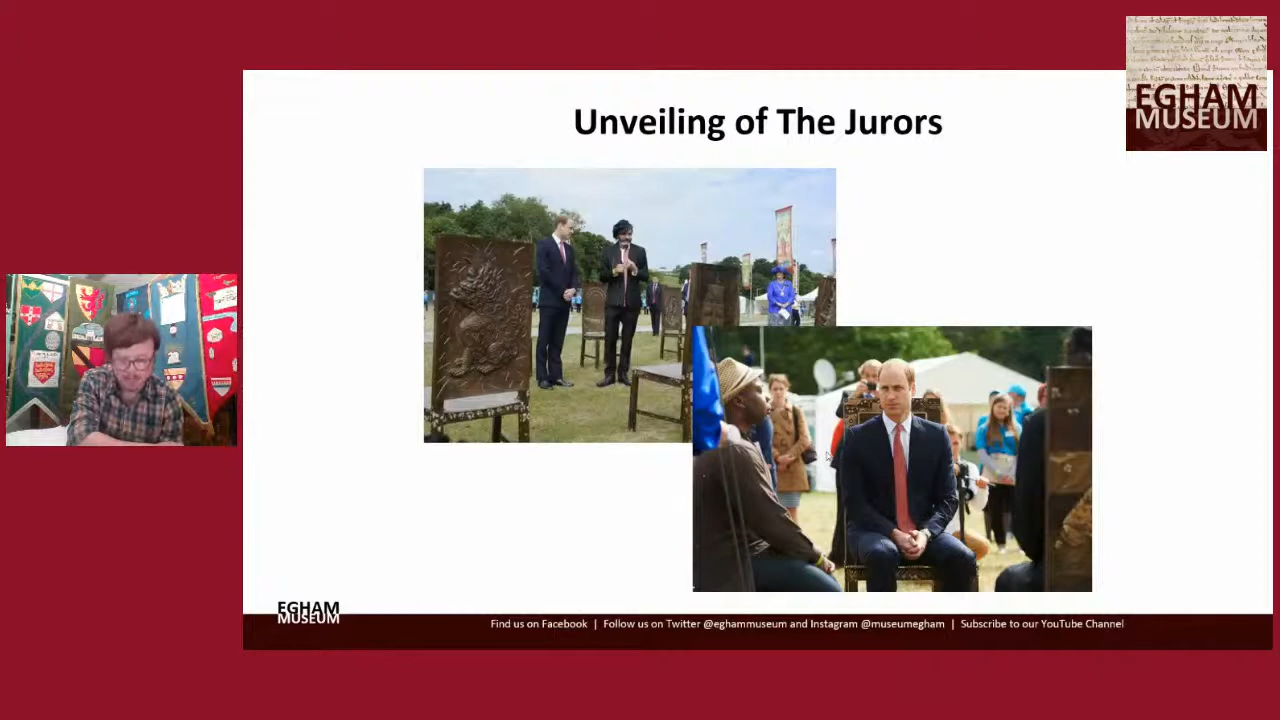 EGHAM
MUSEUM
Unveiling of The Jurors
EGHAM
MUSEUM
Find us on Facebook | Follow us on Twitter @eghammuseum and Instagram @museumegham | Subscribe to our YouTube Channel